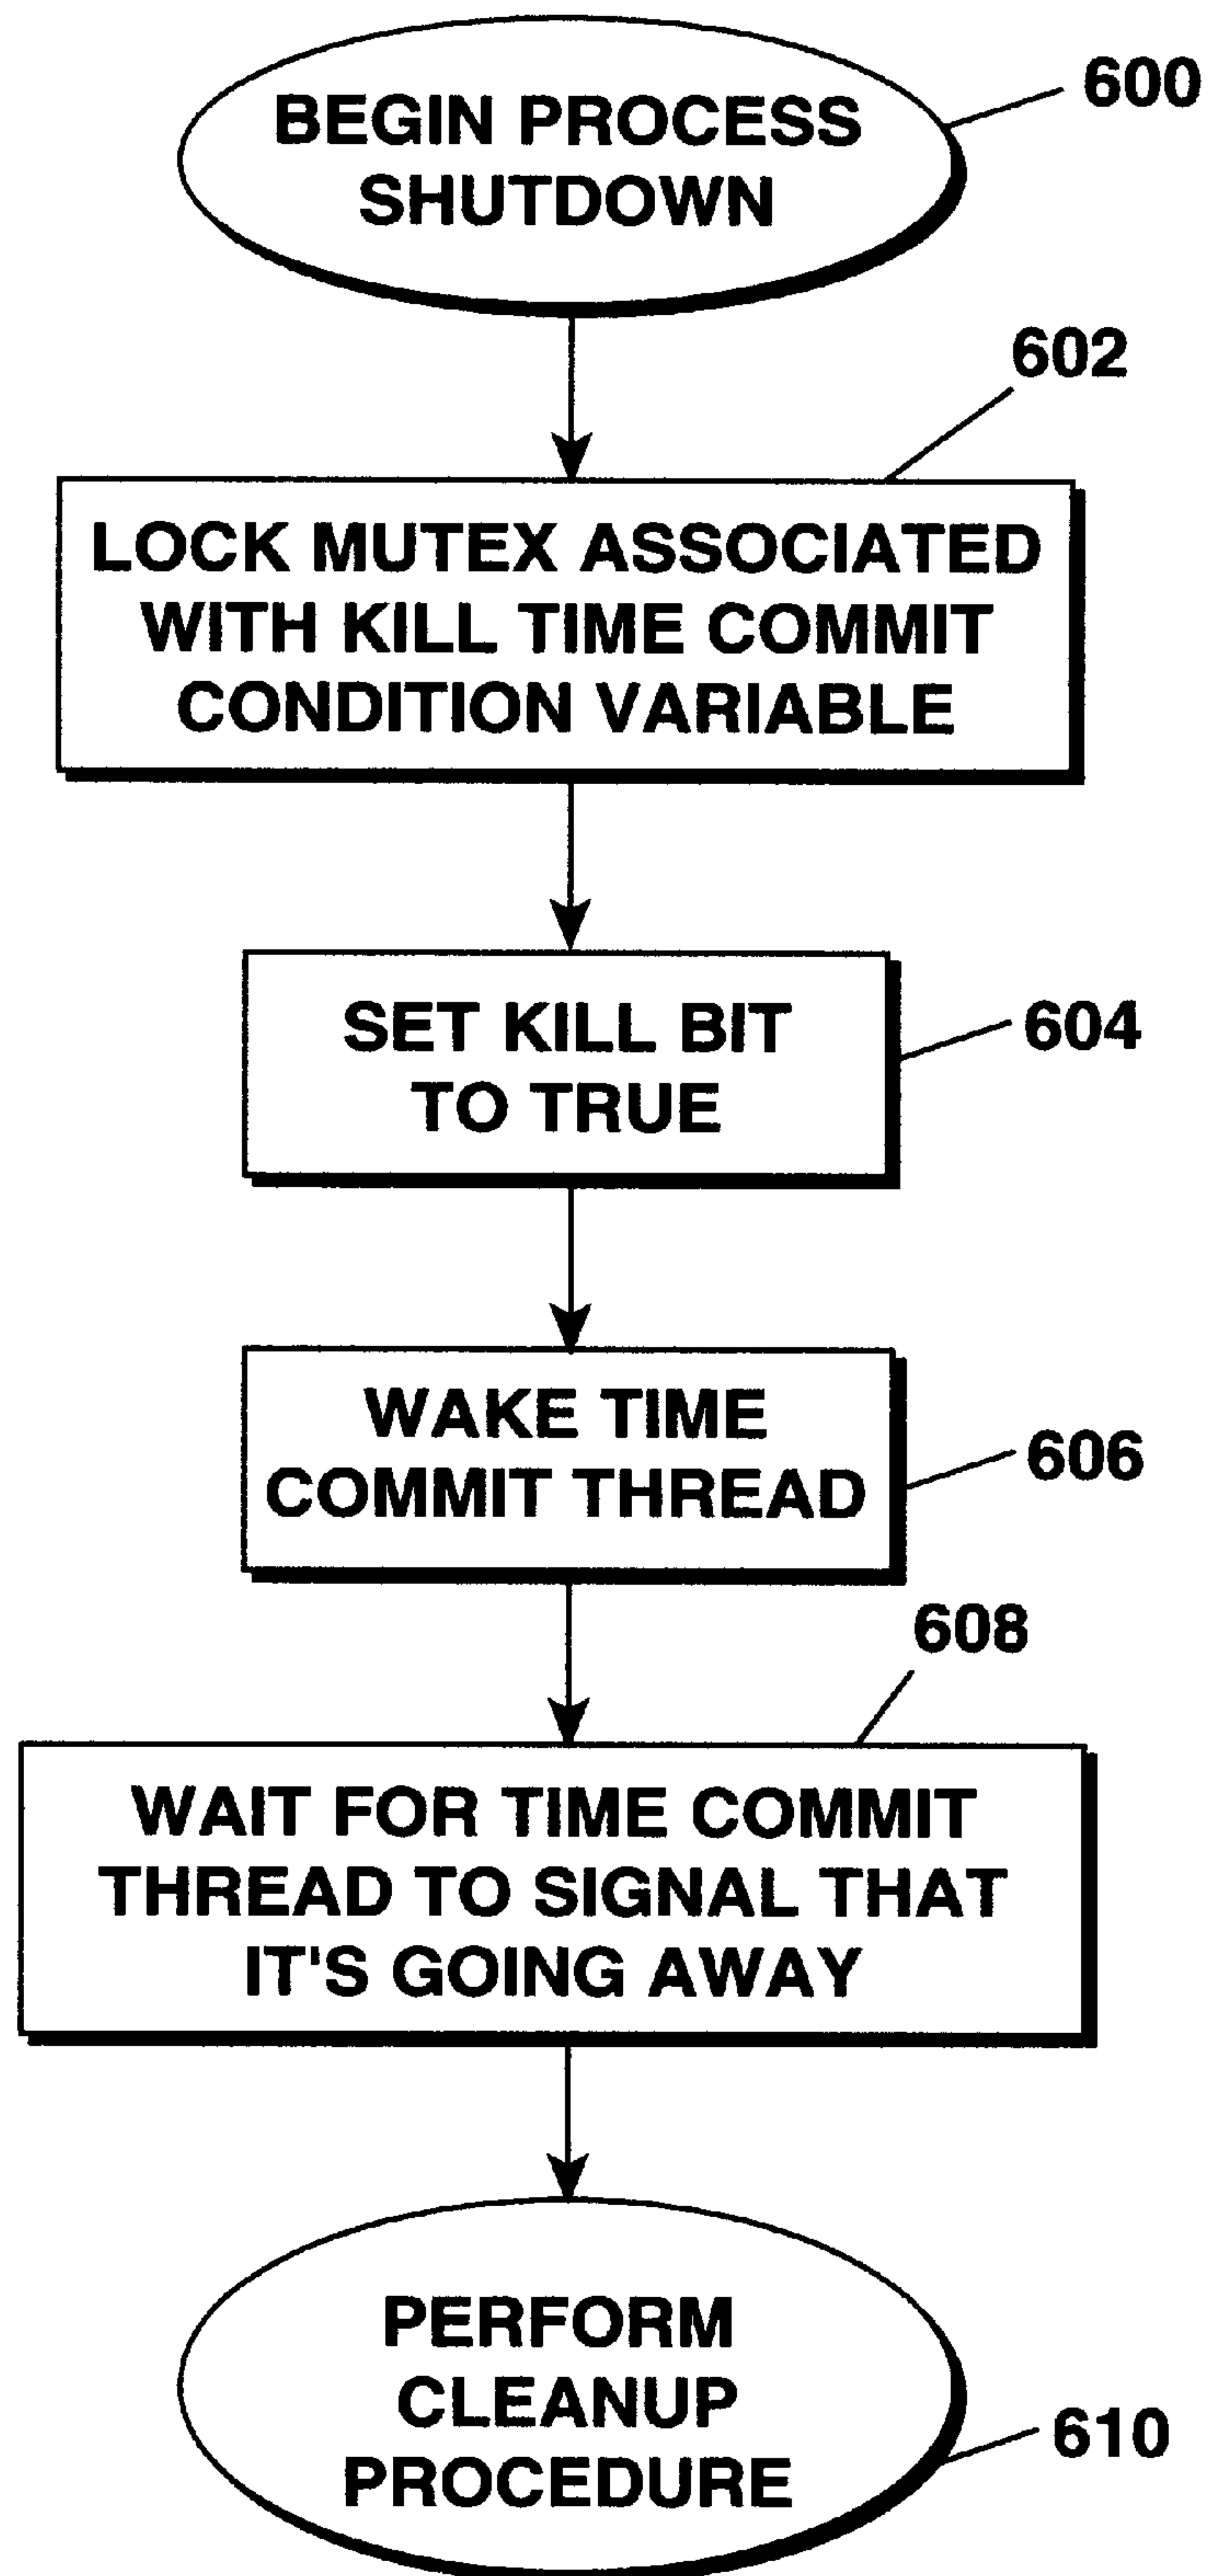 600
BEGIN PROCESS
SHUTDOWN
602
LOCK MUTEX ASSOCIATED
WITH KILL TIME COMMIT
CONDITION VARIABLE
SET KILL BIT
TO TRUE
604
WAKE TIME
COMMIT THREAD
606
608
WAIT FOR TIME COMMIT
THREAD TO SIGNAL THAT
IT'S GOING AWAY
PERFORM
CLEANUP
PROCEDURE
610